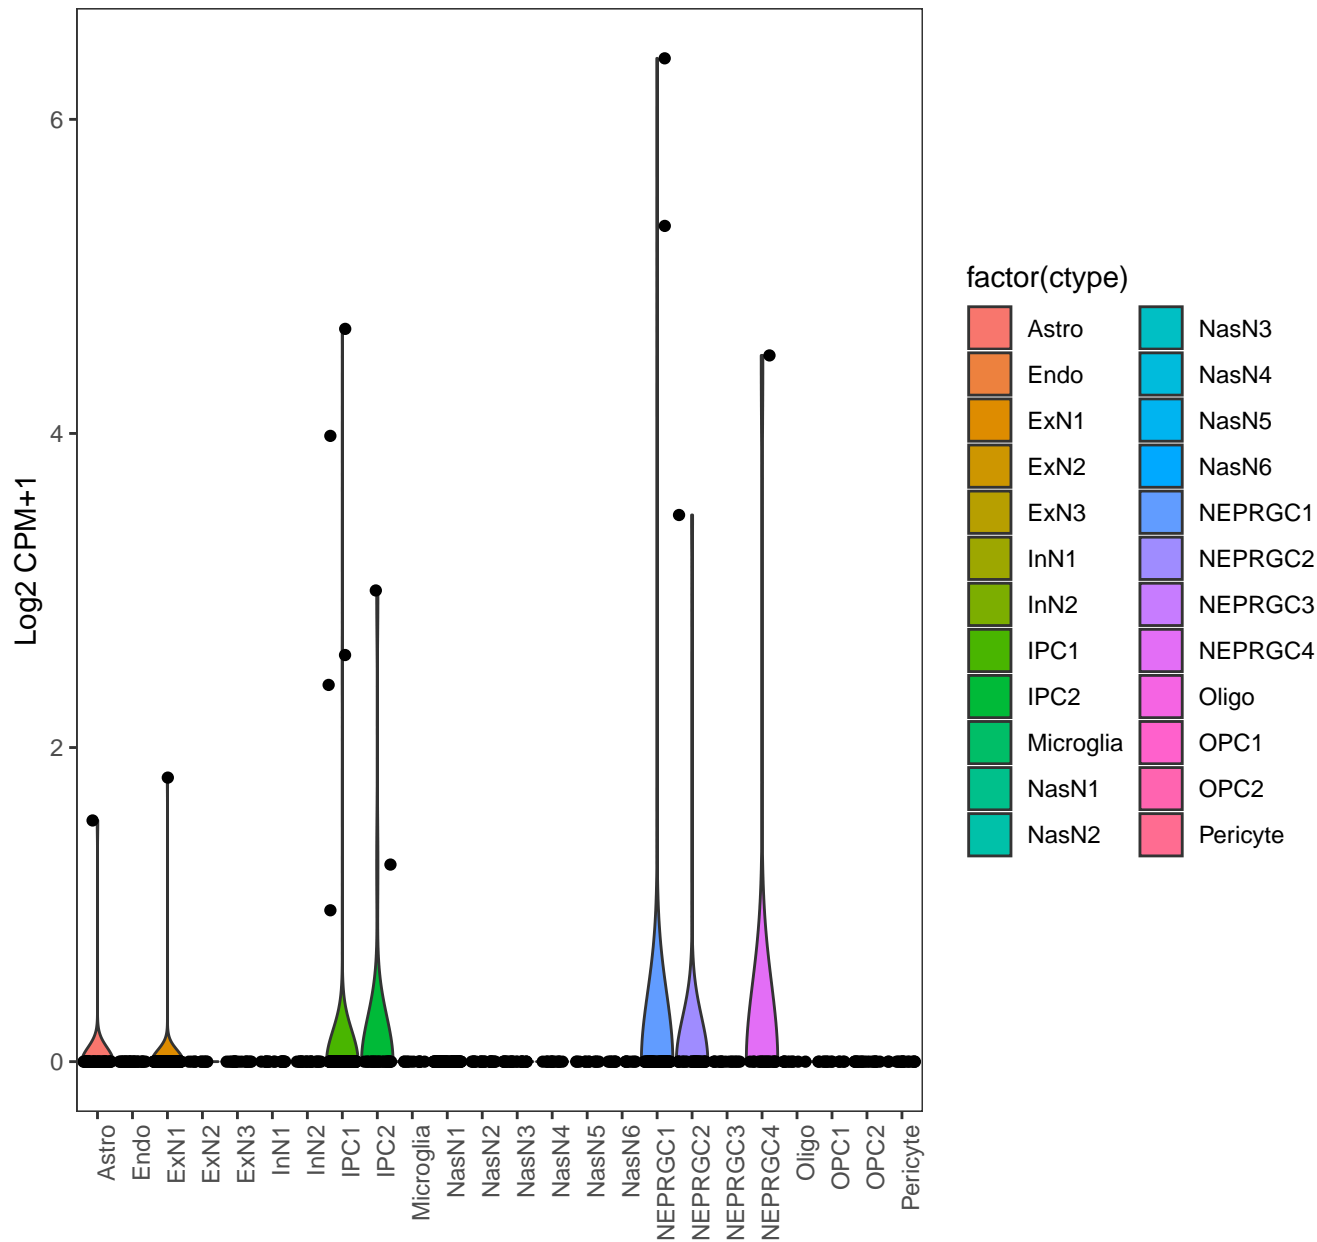 6
4
2
0
Log2 CPM+1
Astro
Endo
ExN1
ExN2
ExN3
InN1
InN2
IPC1
IPC2
Microglia
NasN1
NasN2
NasN3
NasN4
NasN5
NasN6
NEPRGC1
NEPRGC2
NEPRGC3
NEPRGC4
Oligo
OPC1
OPC2
Pericyte
factor(ctype)
Astro
Endo
ExN1
ExN2
ExN3
InN1
InN2
IPC1
IPC2
Microglia
NasN1
NasN2
NasN3
NasN4
NasN5
NasN6
NEPRGC1
NEPRGC2
NEPRGC3
NEPRGC4
Oligo
OPC1
OPC2
Pericyte